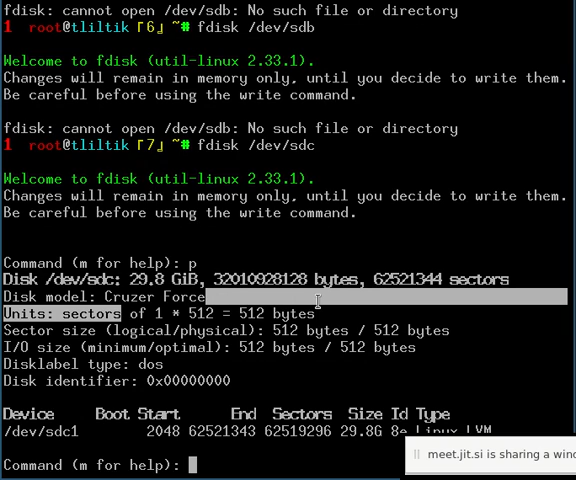 fdisk: cannot open /dev/sdb: No such file or directory
1 root@tliltik ┌6┘ ~# fdisk /dev/sdb
Welcome to fdisk (util-linux 2.33.1).
Changes will remain in memory only, until you decide to write them.
Be careful before using the write command.
fdisk: cannot open /dev/sdb: No such file or directory
1 root@tliltik ┌7┘ ~# fdisk /dev/sdc
Welcome to fdisk (util-linux 2.33.1).
Changes will remain in memory only, until you decide to write them.
Be careful before using the write command.
Command (m for help): p
Disk /dev/sdc: 29.8 GiB, 32010928128 bytes, 62521344 sectors
Disk model: Cruzer Force
Units: sectors of 1 * 512 = 512 bytes
Sector size (logical/physical): 512 bytes / 512 bytes
I/O size (minimum/optimal): 512 bytes / 512 bytes
Disklabel type: dos
Disk identifier: 0x00000000
Device Boot Start End Sectors Size Id Type
/dev/sdc1 2048 62521343 62519296 29.8G 8e Linux LVM
meet.jit.si is sharing a wind
Command (m for help):